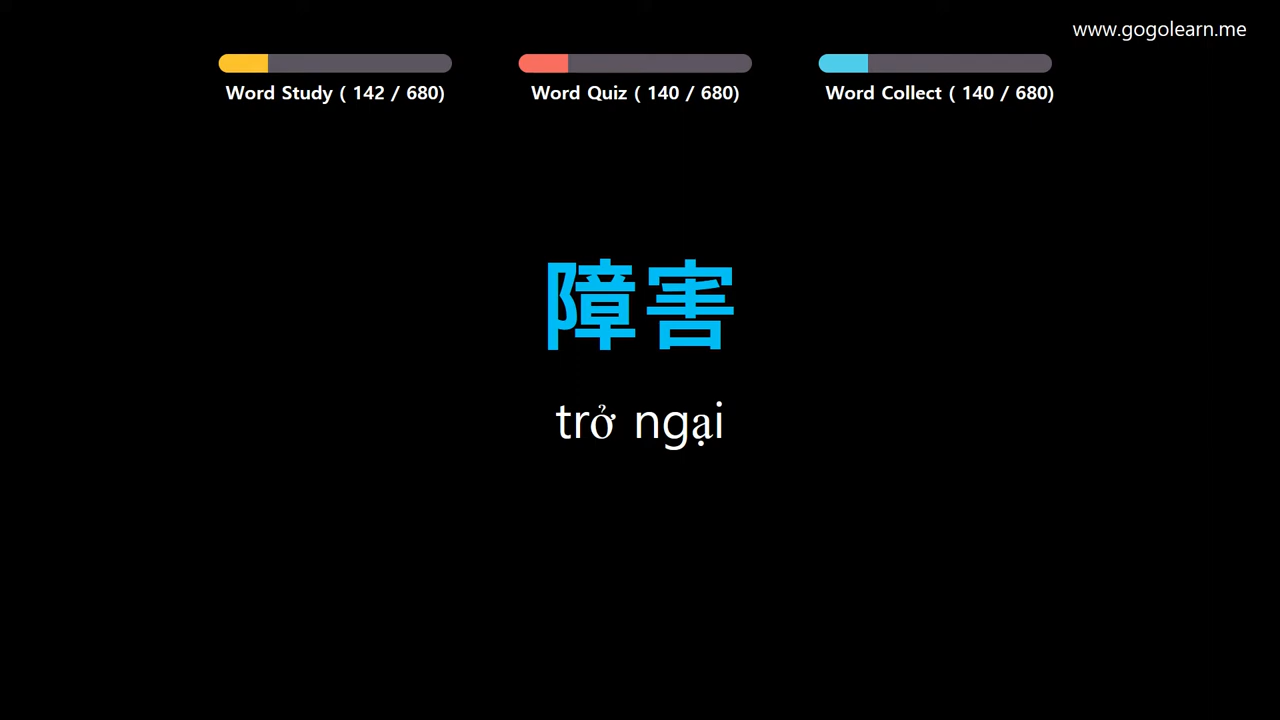 www.gogolearn.me
Word Study ( 142 / 680)
Word Quiz ( 140 / 680)
Word Collect ( 140 / 680)
障害
trở ngại